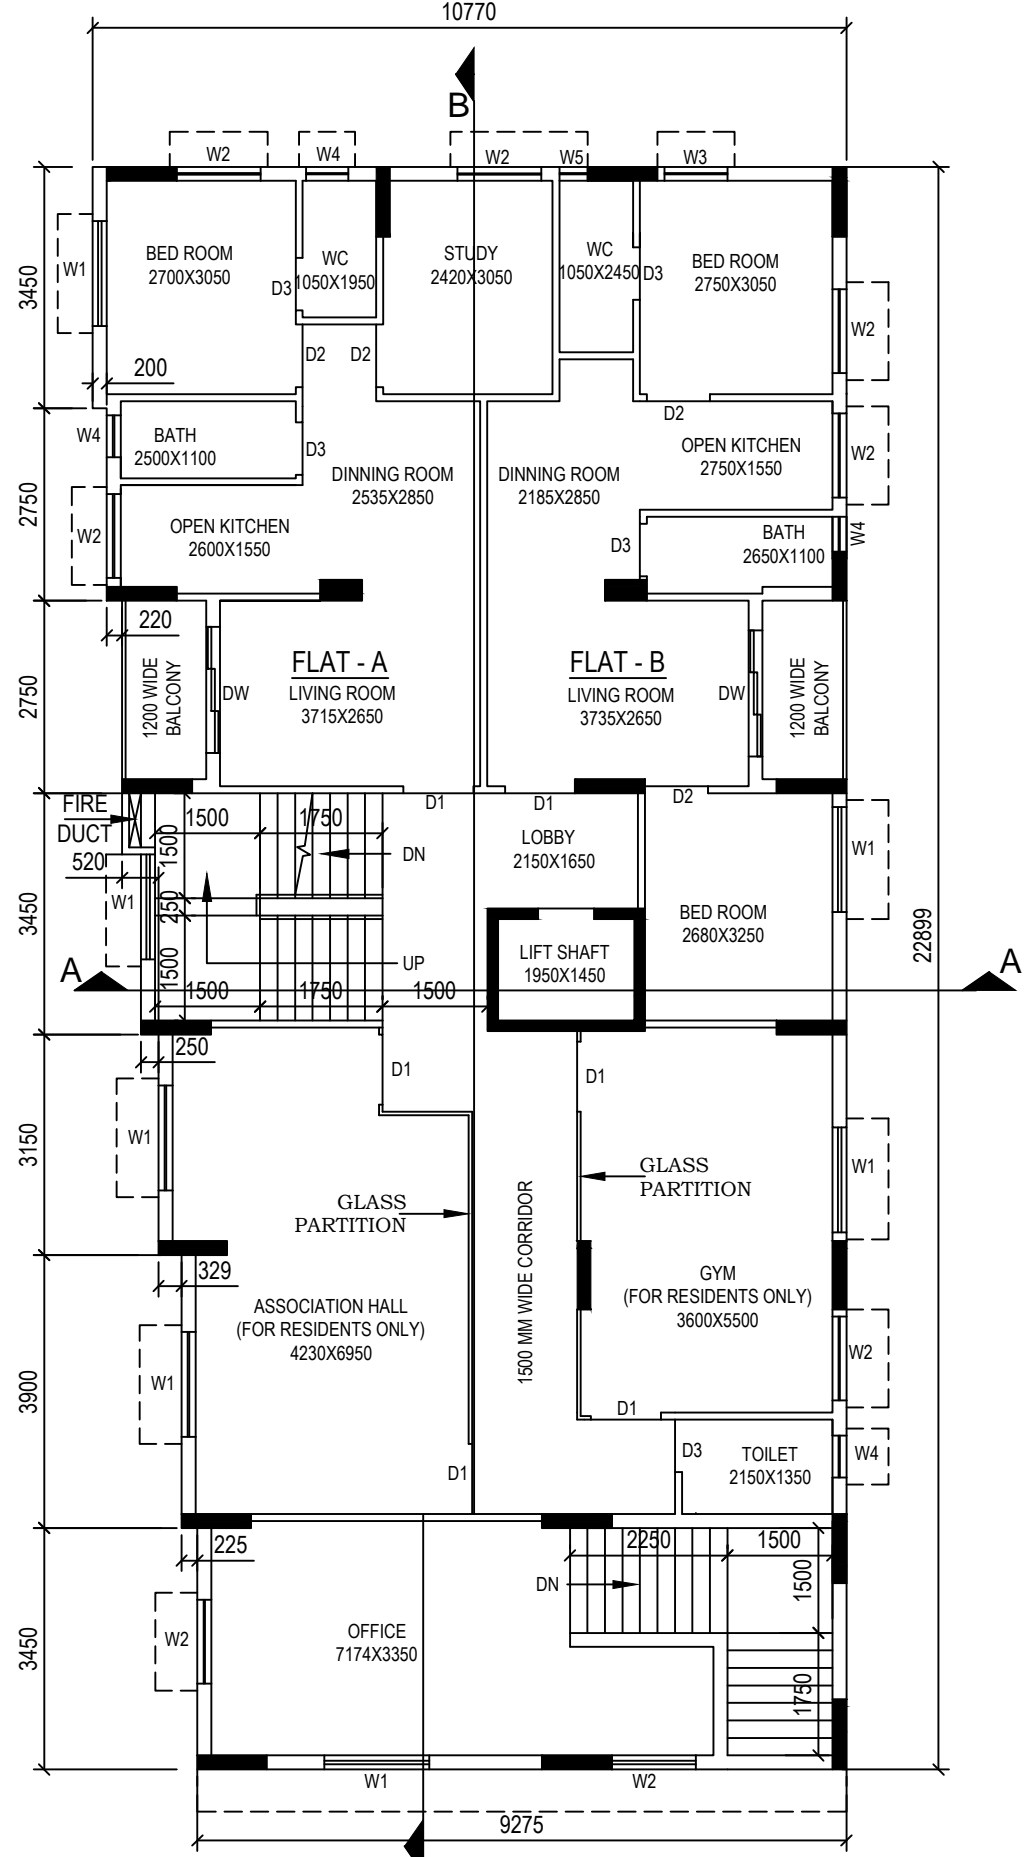 10770
B
W2
W4
W2
W5
W3
BED ROOM
2700X3050
WC
1050X1950
STUDY
2420X3050
WC
1050X2450
BED ROOM
2750X3050
W1
D3
D3
W2
3450
200
D2
D2
D2
W4
BATH
2500X1100
D3
DINNING ROOM
2535X2850
DINNING ROOM
2185X2850
OPEN KITCHEN
2750X1550
W2
2750
W2
OPEN KITCHEN
2600X1550
D3
BATH
2650X1100
W4
220
2750
1200 WIDE
BALCONY
DW
FLAT - A
LIVING ROOM
3715X2650
FLAT - B
LIVING ROOM
3735X2650
DW
1200 WIDE
BALCONY
FIRE
DUCT
D1
D1
D2
1500
1750
1500
DN
LOBBY
2150X1650
W1
520
W1
250
3450
BED ROOM
2680X3250
22899
A
1500
UP
LIFT SHAFT
1950X1450
A
1500
1750
1500
250
D1
D1
W1
3150
W1
GLASS
PARTITION
GLASS
PARTITION
1500 MM WIDE CORRIDOR
329
ASSOCIATION HALL
(FOR RESIDENTS ONLY)
4230X6950
GYM
(FOR RESIDENTS ONLY)
3600X5500
W1
W2
3900
D1
D1
D3
TOILET
2150X1350
W4
225
2250
1500
DN
1500
W2
OFFICE
7174X3350
3450
1750
W1
W2
9275